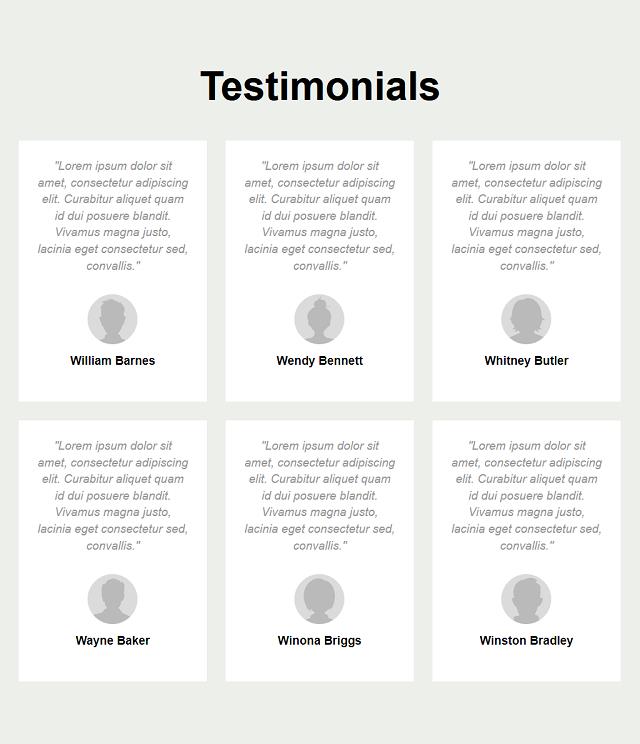 Testimonials
"Lorem ipsum dolor sit
amet, consectetur adipiscing
elit. Curabitur aliquet quam
id dui posuere blandit.
Vivamus magna justo,
lacinia eget consectetur sed,
convallis."
William Barnes
"Lorem ipsum dolor sit
amet, consectetur adipiscing
elit. Curabitur aliquet quam
id dui posuere blandit.
Vivamus magna justo,
lacinia eget consectetur sed,
convallis."
Wendy Bennett
"Lorem ipsum dolor sit
amet, consectetur adipiscing
elit. Curabitur aliquet quam
id dui posuere blandit.
Vivamus magna justo,
lacinia eget consectetur sed,
convallis."
Whitney Butler
"Lorem ipsum dolor sit
amet, consectetur adipiscing
elit. Curabitur aliquet quam
id dui posuere blandit.
Vivamus magna justo,
lacinia eget consectetur sed,
convallis."
Wayne Baker
"Lorem ipsum dolor sit
amet, consectetur adipiscing
elit. Curabitur aliquet quam
id dui posuere blandit.
Vivamus magna justo,
lacinia eget consectetur sed,
convallis."
Winona Briggs
"Lorem ipsum dolor sit
amet, consectetur adipiscing
elit. Curabitur aliquet quam
id dui posuere blandit.
Vivamus magna justo,
lacinia eget consectetur sed,
convallis."
Winston Bradley